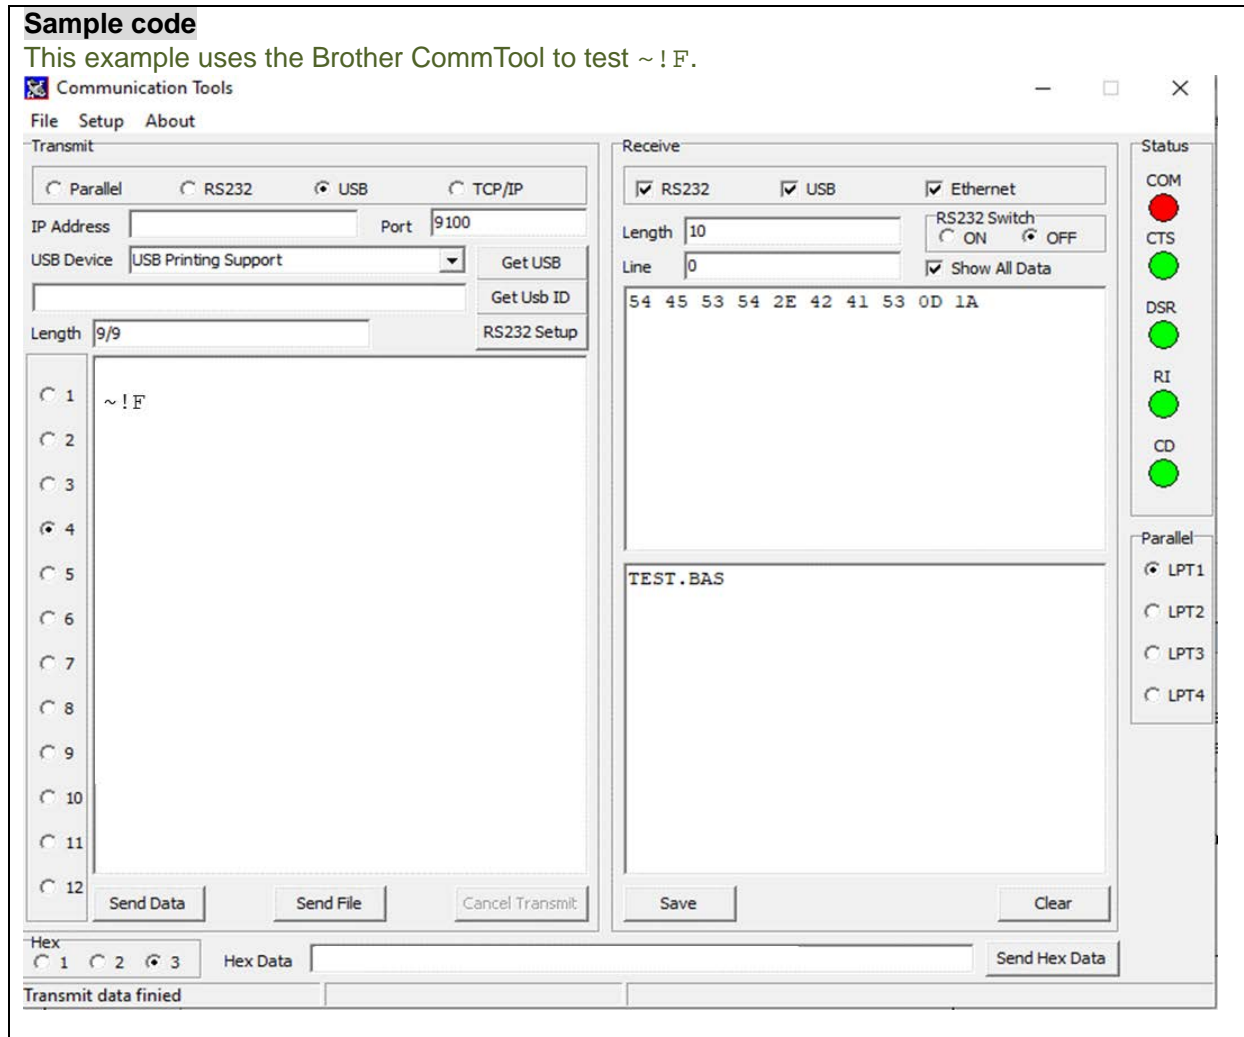 Sample code
This example uses the Brother CommTool to test ~!F.
Communication Tools
File Setup About
Transmit
Parallel RS232 USB TCP/IP
IP Address Port 9100
USB Device USB Printing Support Get USB
Get Usb ID
Length 9/9 RS232 Setup
1
~!F
2
3
4
5
6
7
8
9
10
11
12
Send Data Send File Cancel Transmit
Receive
RS232 USB Ethernet
Length 10 RS232 Switch
ON OFF
Line 0 Show All Data
54 45 53 54 2E 42 41 53 0D 1A
TEST.BAS
Save Clear
Status
COM
CTS
DSR
RI
CD
Parallel
LPT1
LPT2
LPT3
LPT4
Hex
1 2 3 Hex Data Send Hex Data
Transmit data finied